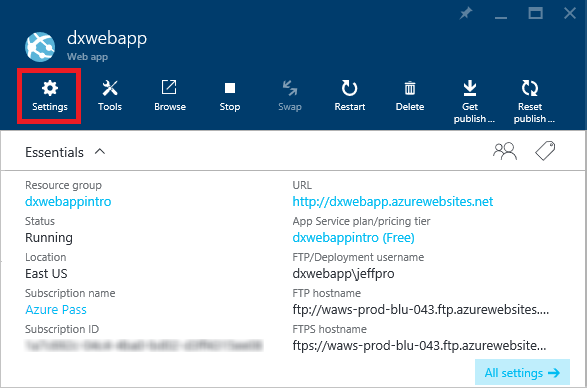 dxwebapp
Web app
Settings
Tools
Browse
Stop
Swap
Restart
Delete
Get
publish ...
Reset
publish ...
Essentials
Resource group
dxwebappintro
Status
Running
Location
East US
Subscription name
Azure Pass
Subscription ID
URL
http://dxwebapp.azurewebsites.net
App Service plan/pricing tier
dxwebappintro (Free)
FTP/Deployment username
dxwebapp\jeffpro
FTP hostname
ftp://waws-prod-blu-043.ftp.azurewebsites....
FTPS hostname
ftps://waws-prod-blu-043.ftp.azurewebsite...
All settings